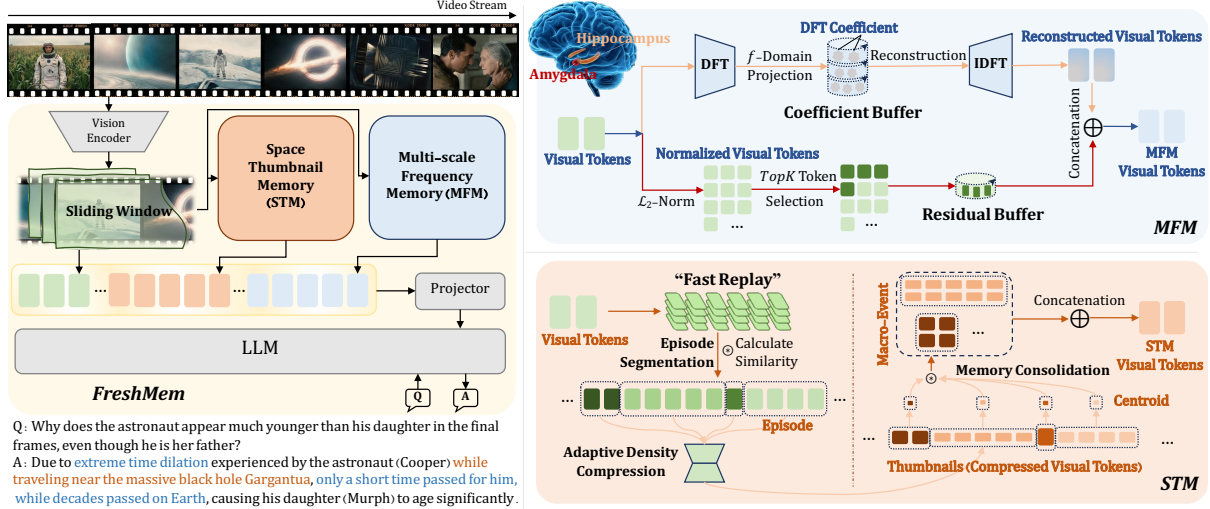 Video Stream
Vision
Encoder
Sliding Window
Space
Thumbnail
Memory
(STM)
Multi-scale
Frequency
Memory (MFM)
...
...
Projector
LLM
FreshMem
Q
A
Q: Why does the astronaut appear much younger than his daughter in the final
frames, even though he is her father?
A: Due to extreme time dilation experienced by the astronaut (Cooper) while
traveling near the massive black hole Gargantua, only a short time passed for him,
while decades passed on Earth, causing his daughter (Murph) to age significantly.
Hippocampus
Amygdala
DFT
f-Domain
Projection
DFT Coefficient
Coefficient Buffer
Reconstruction
IDFT
Reconstructed Visual Tokens
Concatenation
MFM
Visual Tokens
Visual Tokens
Normalized Visual Tokens
ℒ2-Norm
...
TopK Token
Selection
...
Residual Buffer
MFM
"Fast Replay"
Visual Tokens
Episode
Segmentation
Calculate
Similarity
...
...
Episode
Adaptive Density
Compression
Macro-Event
...
Concatenation
STM
Visual Tokens
Memory Consolidation
Centroid
...
...
Thumbnails (Compressed Visual Tokens)
STM